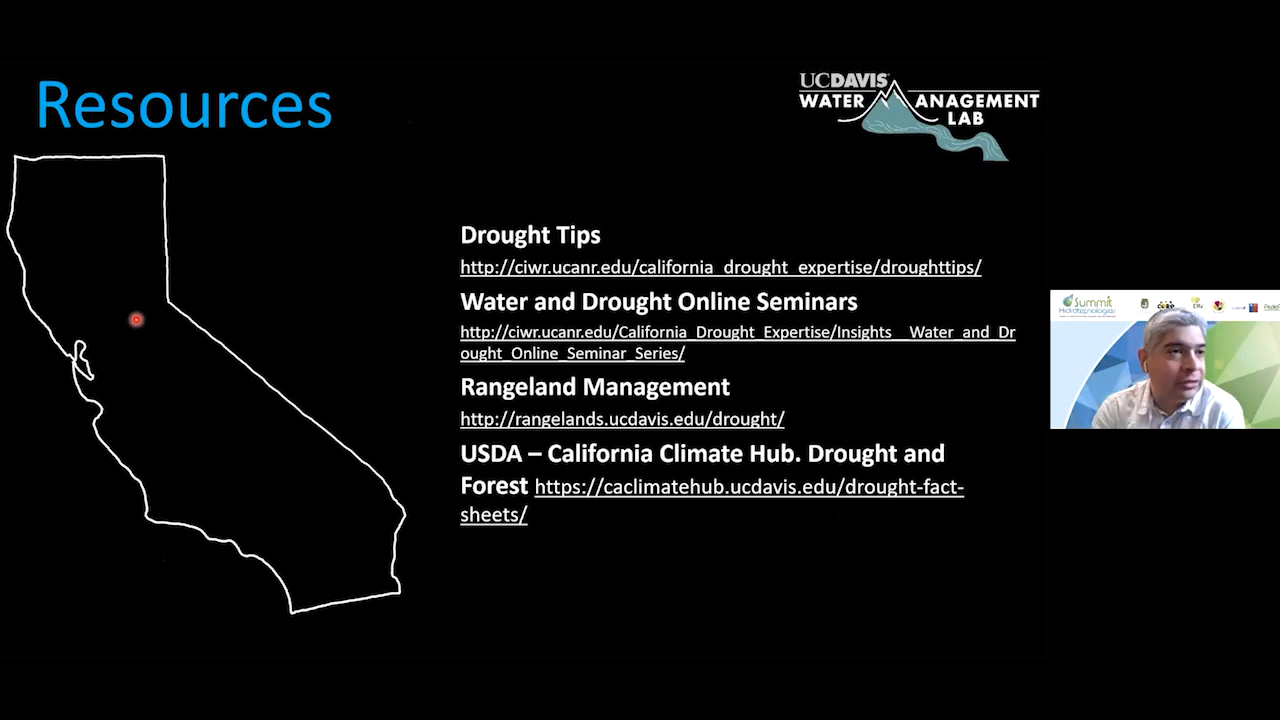 Resources
UCDAVIS
WATER MANAGEMENT
LAB
Drought Tips
http://ciwr.ucanr.edu/california_drought_expertise/droughttips/
Water and Drought Online Seminars
http://ciwr.ucanr.edu/California_Drought_Expertise/Insights__Water_and_Dr
ought_Online_Seminar_Series/
Rangeland Management
http://rangelands.ucdavis.edu/drought/
USDA – California Climate Hub. Drought and
Forest https://caclimatehub.ucdavis.edu/drought-fact-
sheets/
Summit
Hidrotecnologías